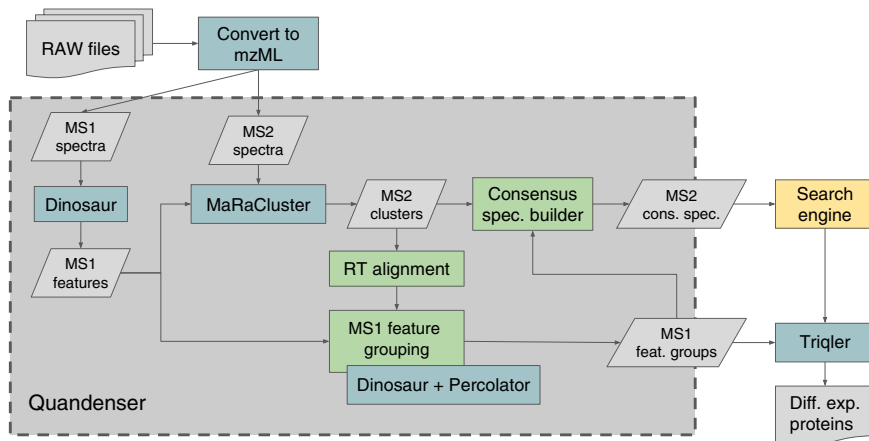 RAW files
Convert to
mzML
MS1
spectra
MS2
spectra
Dinosaur
MaRaCluster
MS2
clusters
Consensus
spec. builder
MS2
cons. spec.
Search
engine
MS1
features
RT alignment
MS1 feature
grouping
Dinosaur + Percolator
MS1
feat. groups
Triqler
Quandenser
Diff. exp.
proteins